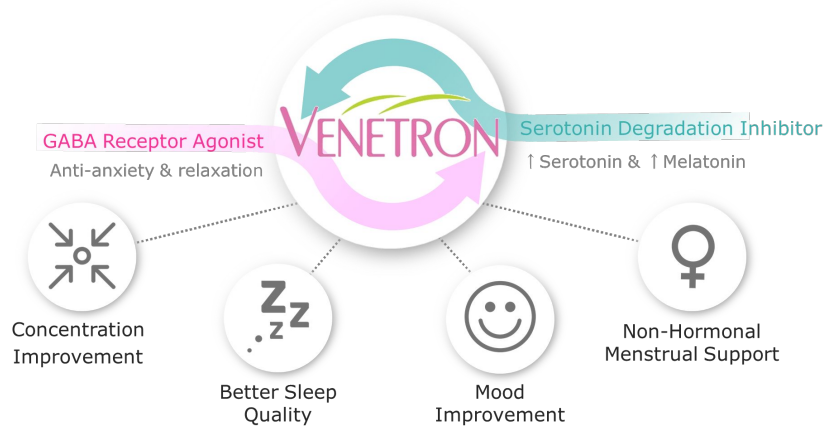 VENETRON
GABA Receptor Agonist
Anti-anxiety & relaxation
Serotonin Degradation Inhibitor
↑ Serotonin & ↑ Melatonin
Concentration
Improvement
zzz
Better Sleep
Quality
Mood
Improvement
Non-Hormonal
Menstrual Support